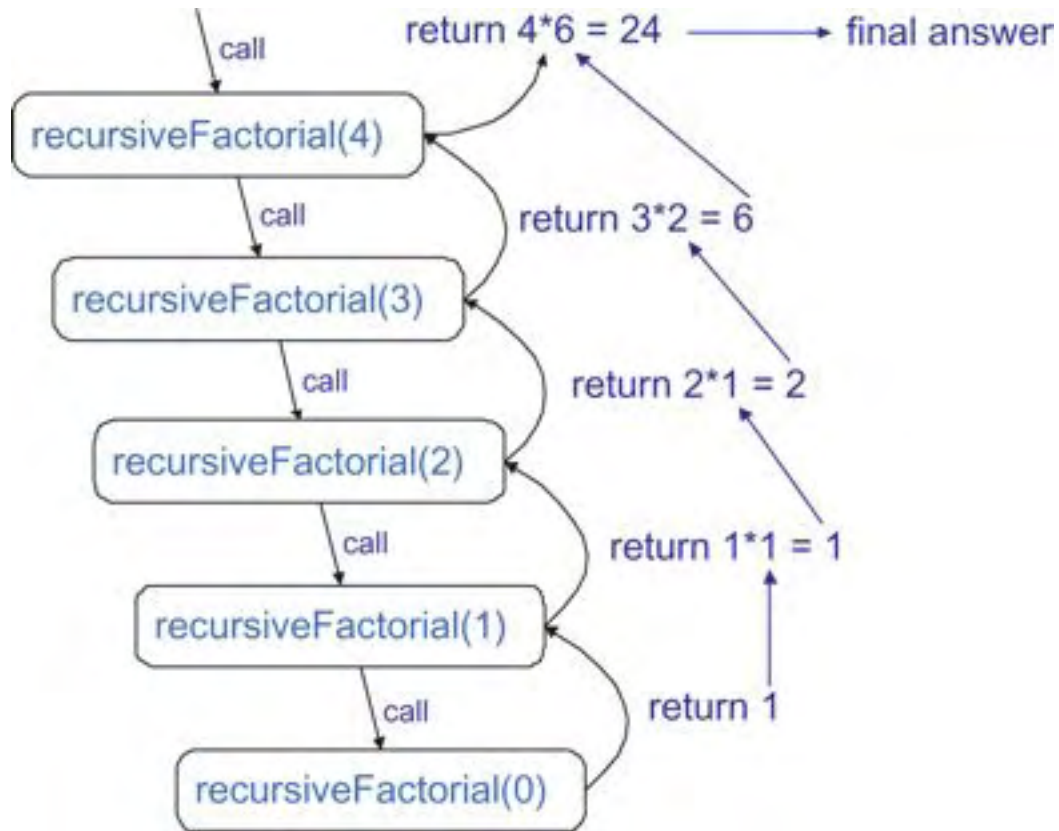 call
return 4*6 = 24
final answer
recursiveFactorial(4)
call
return 3*2 = 6
recursiveFactorial(3)
call
return 2*1 = 2
recursiveFactorial(2)
call
return 1*1 = 1
recursiveFactorial(1)
call
return 1
recursiveFactorial(0)